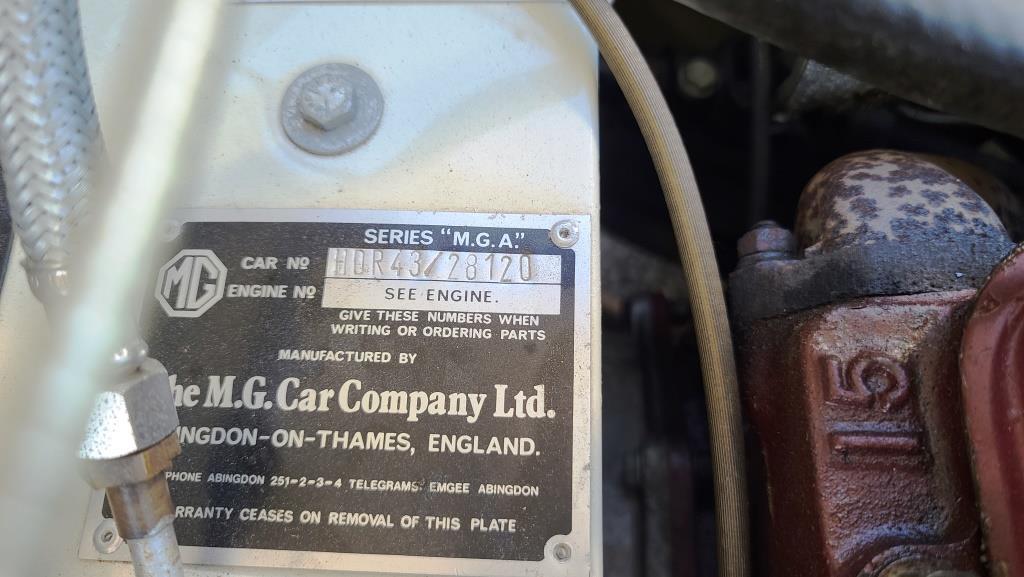 SERIES "M.G.A."
MG
CAR Nº HDR43/28120
ENGINE Nº SEE ENGINE.
GIVE THESE NUMBERS WHEN
WRITING OR ORDERING PARTS
MANUFACTURED BY
he M.G. Car Company Ltd.
INGDON-ON-THAMES, ENGLAND.
PHONE ABINGDON 251-2-3-4 TELEGRAMS. EMGEE ABINGDON
RRANTY CEASES ON REMOVAL OF THIS PLATE
15